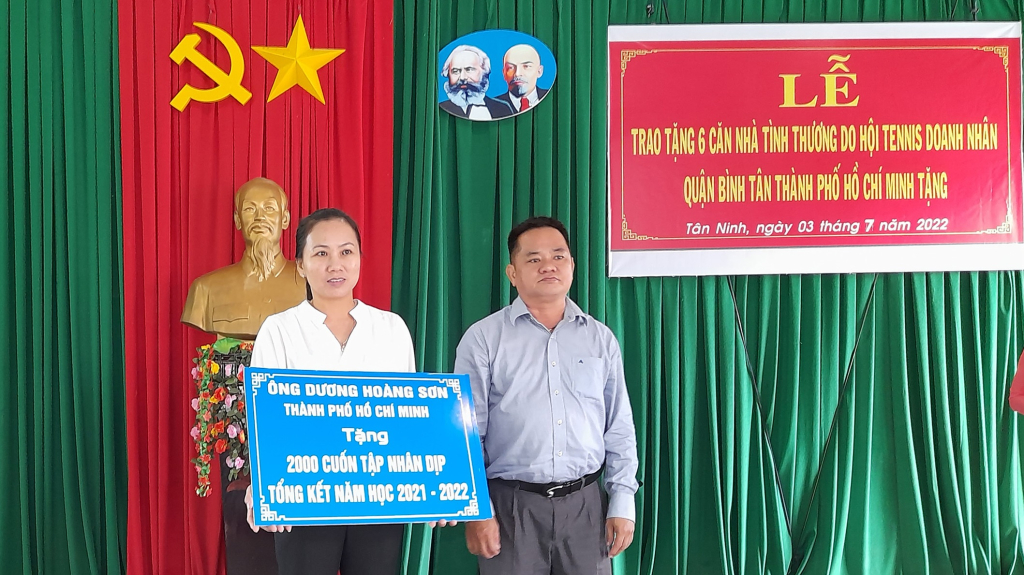 LỄ
TRAO TẶNG 6 CĂN NHÀ TÌNH THƯƠNG DO HỘI TENNIS DOANH NHÂN
QUẬN BÌNH TÂN THÀNH PHỐ HỒ CHÍ MINH TẶNG
Tân Ninh, ngày 03 tháng 7 năm 2022
ÔNG DƯƠNG HOÀNG SƠN
THÀNH PHỐ HỒ CHÍ MINH
Tặng
2000 CUỐN TẬP NHÂN DỊP
TỔNG KẾT NĂM HỌC 2021 - 2022